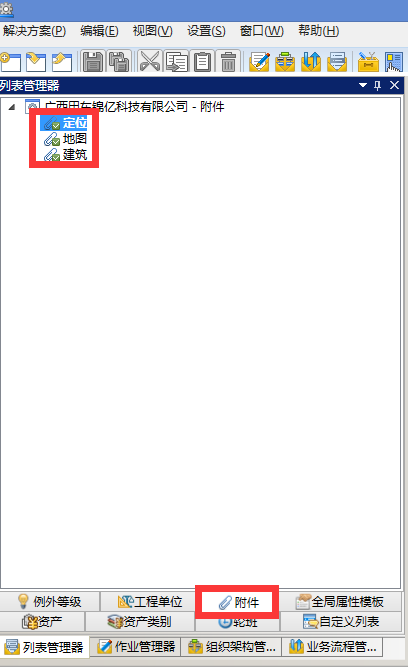 解决方案(P) 编辑(E) 视图(V) 设置(S) 窗口(W) 帮助(H)
列表管理器
广西田东锦亿科技有限公司 - 附件
定位
地图
建筑
例外等级 工程单位 附件 全局属性模板
资产 资产类别 轮班 自定义列表
列表管理器 作业管理器 组织架构管... 业务流程管...